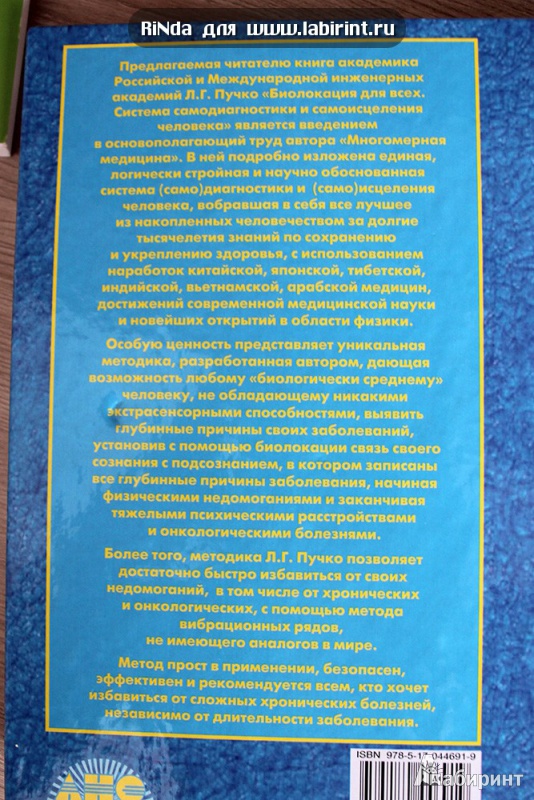 RiNda для www.labirint.ru
Предлагаемая читателю книга академика
Российской и Международной инженерных
академий Л.Г. Пучко «Биолокация для всех.
Система самодиагностики и самоисцеления
человека» является введением
в основополагающий труд автора «Многомерная
медицина». В ней подробно изложена единая,
логически стройная и научно обоснованная
система (само)диагностики и (само)исцеления
человека, вобравшая в себя все лучшее
из накопленных человечеством за долгие
тысячелетия знаний по сохранению
и укреплению здоровья, с использованием
наработок китайской, японской, тибетской,
индийской, вьетнамской, арабской медицин,
достижений современной медицинской науки
и новейших открытий в области физики.
Особую ценность представляет уникальная
методика, разработанная автором, дающая
возможность любому «биологически среднему»
человеку, не обладающему никакими
экстрасенсорными способностями, выявить
глубинные причины своих заболеваний,
установив с помощью биолокации связь своего
сознания с подсознанием, в котором записаны
все глубинные причины заболевания, начиная
физическими недомоганиями и заканчивая
тяжелыми психическими расстройствами
и онкологическими болезнями.
Более того, методика Л.Г. Пучко позволяет
достаточно быстро избавиться от своих
недомоганий, в том числе от хронических
и онкологических, с помощью метода
вибрационных рядов,
не имеющего аналогов в мире.
Метод прост в применении, безопасен,
эффективен и рекомендуется всем, кто хочет
избавиться от сложных хронических болезней,
независимо от длительности заболевания.
ISBN 978-5-17-044691-9
АНС
Лабиринт